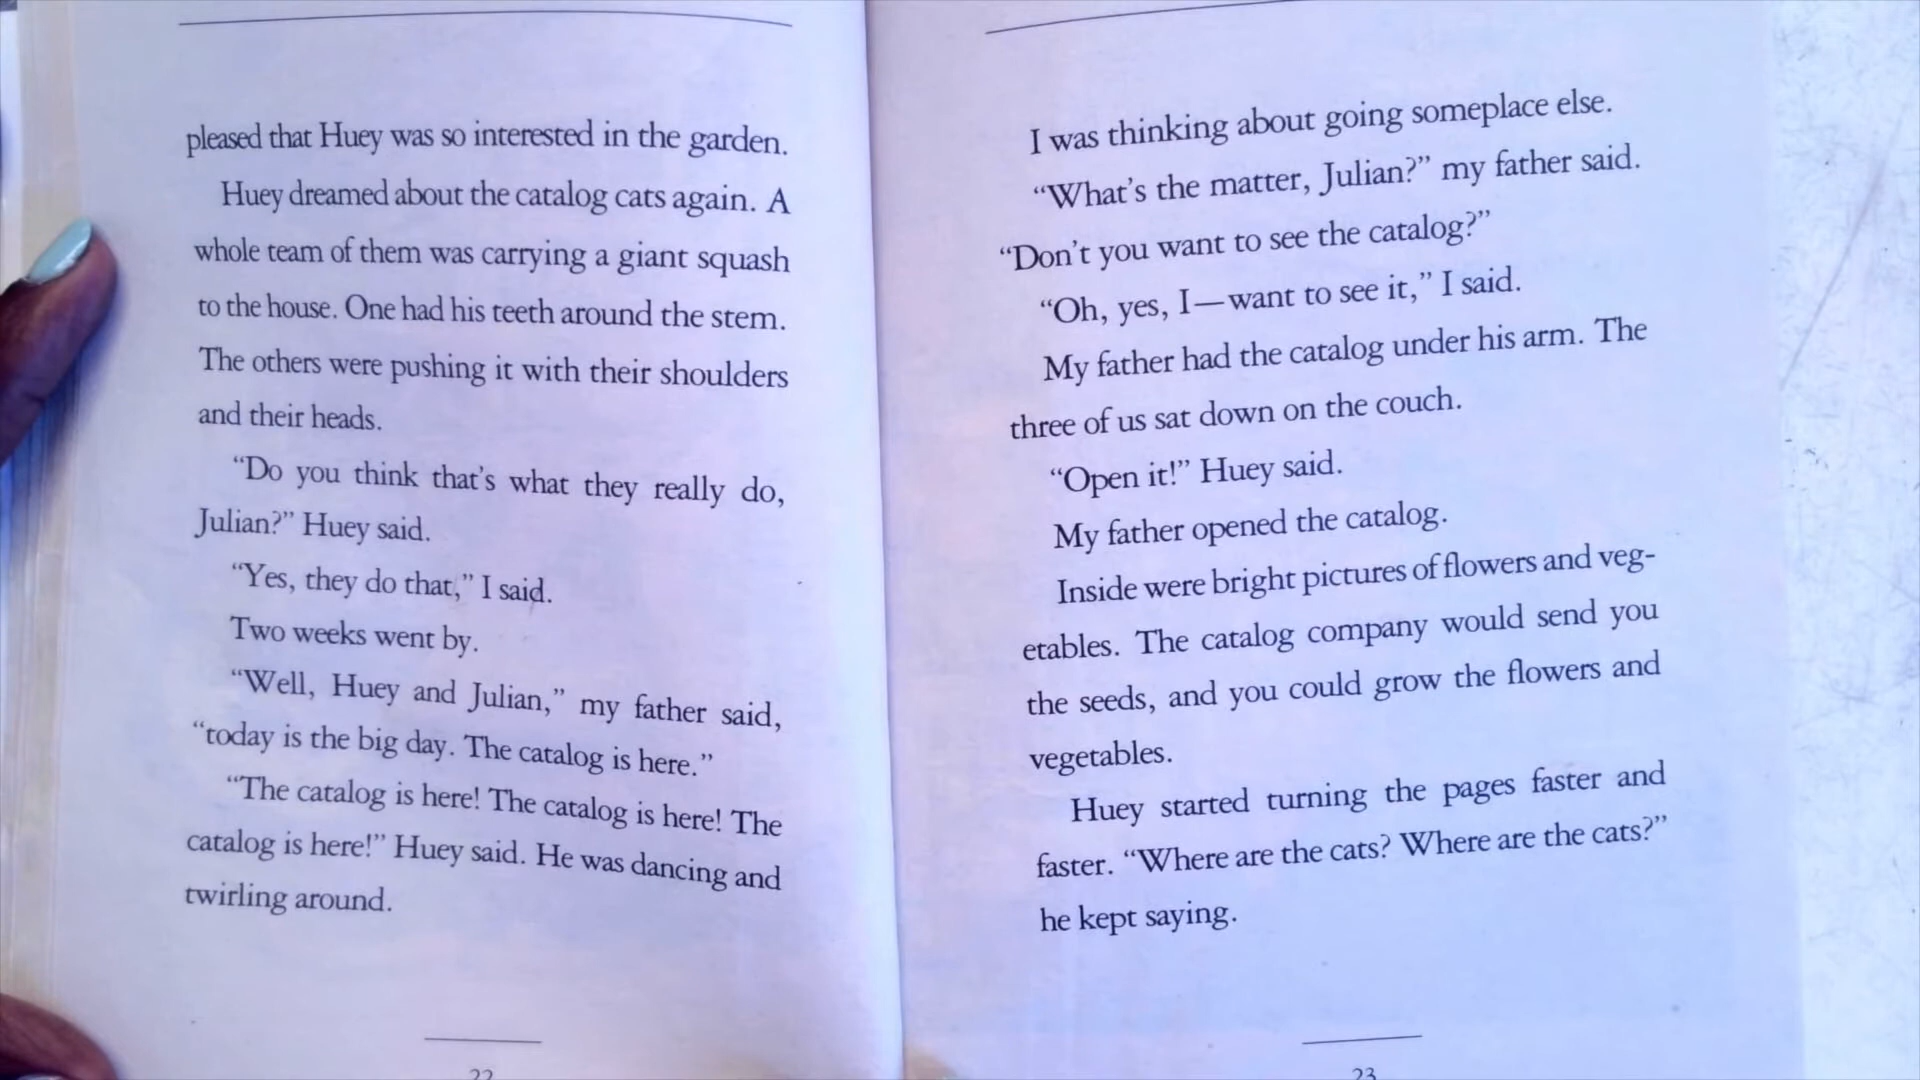 pleased that Huey was so interested in the garden.
Huey dreamed about the catalog cats again. A
whole team of them was carrying a giant squash
to the house. One had his teeth around the stem.
The others were pushing it with their shoulders
and their heads.
“Do you think that’s what they really do,
Julian?” Huey said.
“Yes, they do that,” I said.
Two weeks went by.
“Well, Huey and Julian,” my father said,
“today is the big day. The catalog is here.”
“The catalog is here! The catalog is here! The
catalog is here!” Huey said. He was dancing and
twirling around.
22
I was thinking about going someplace else.
“What’s the matter, Julian?” my father said.
“Don’t you want to see the catalog?”
“Oh, yes, I—want to see it,” I said.
My father had the catalog under his arm. The
three of us sat down on the couch.
“Open it!” Huey said.
My father opened the catalog.
Inside were bright pictures of flowers and veg-
etables. The catalog company would send you
the seeds, and you could grow the flowers and
vegetables.
Huey started turning the pages faster and
faster. “Where are the cats? Where are the cats?”
he kept saying.
23